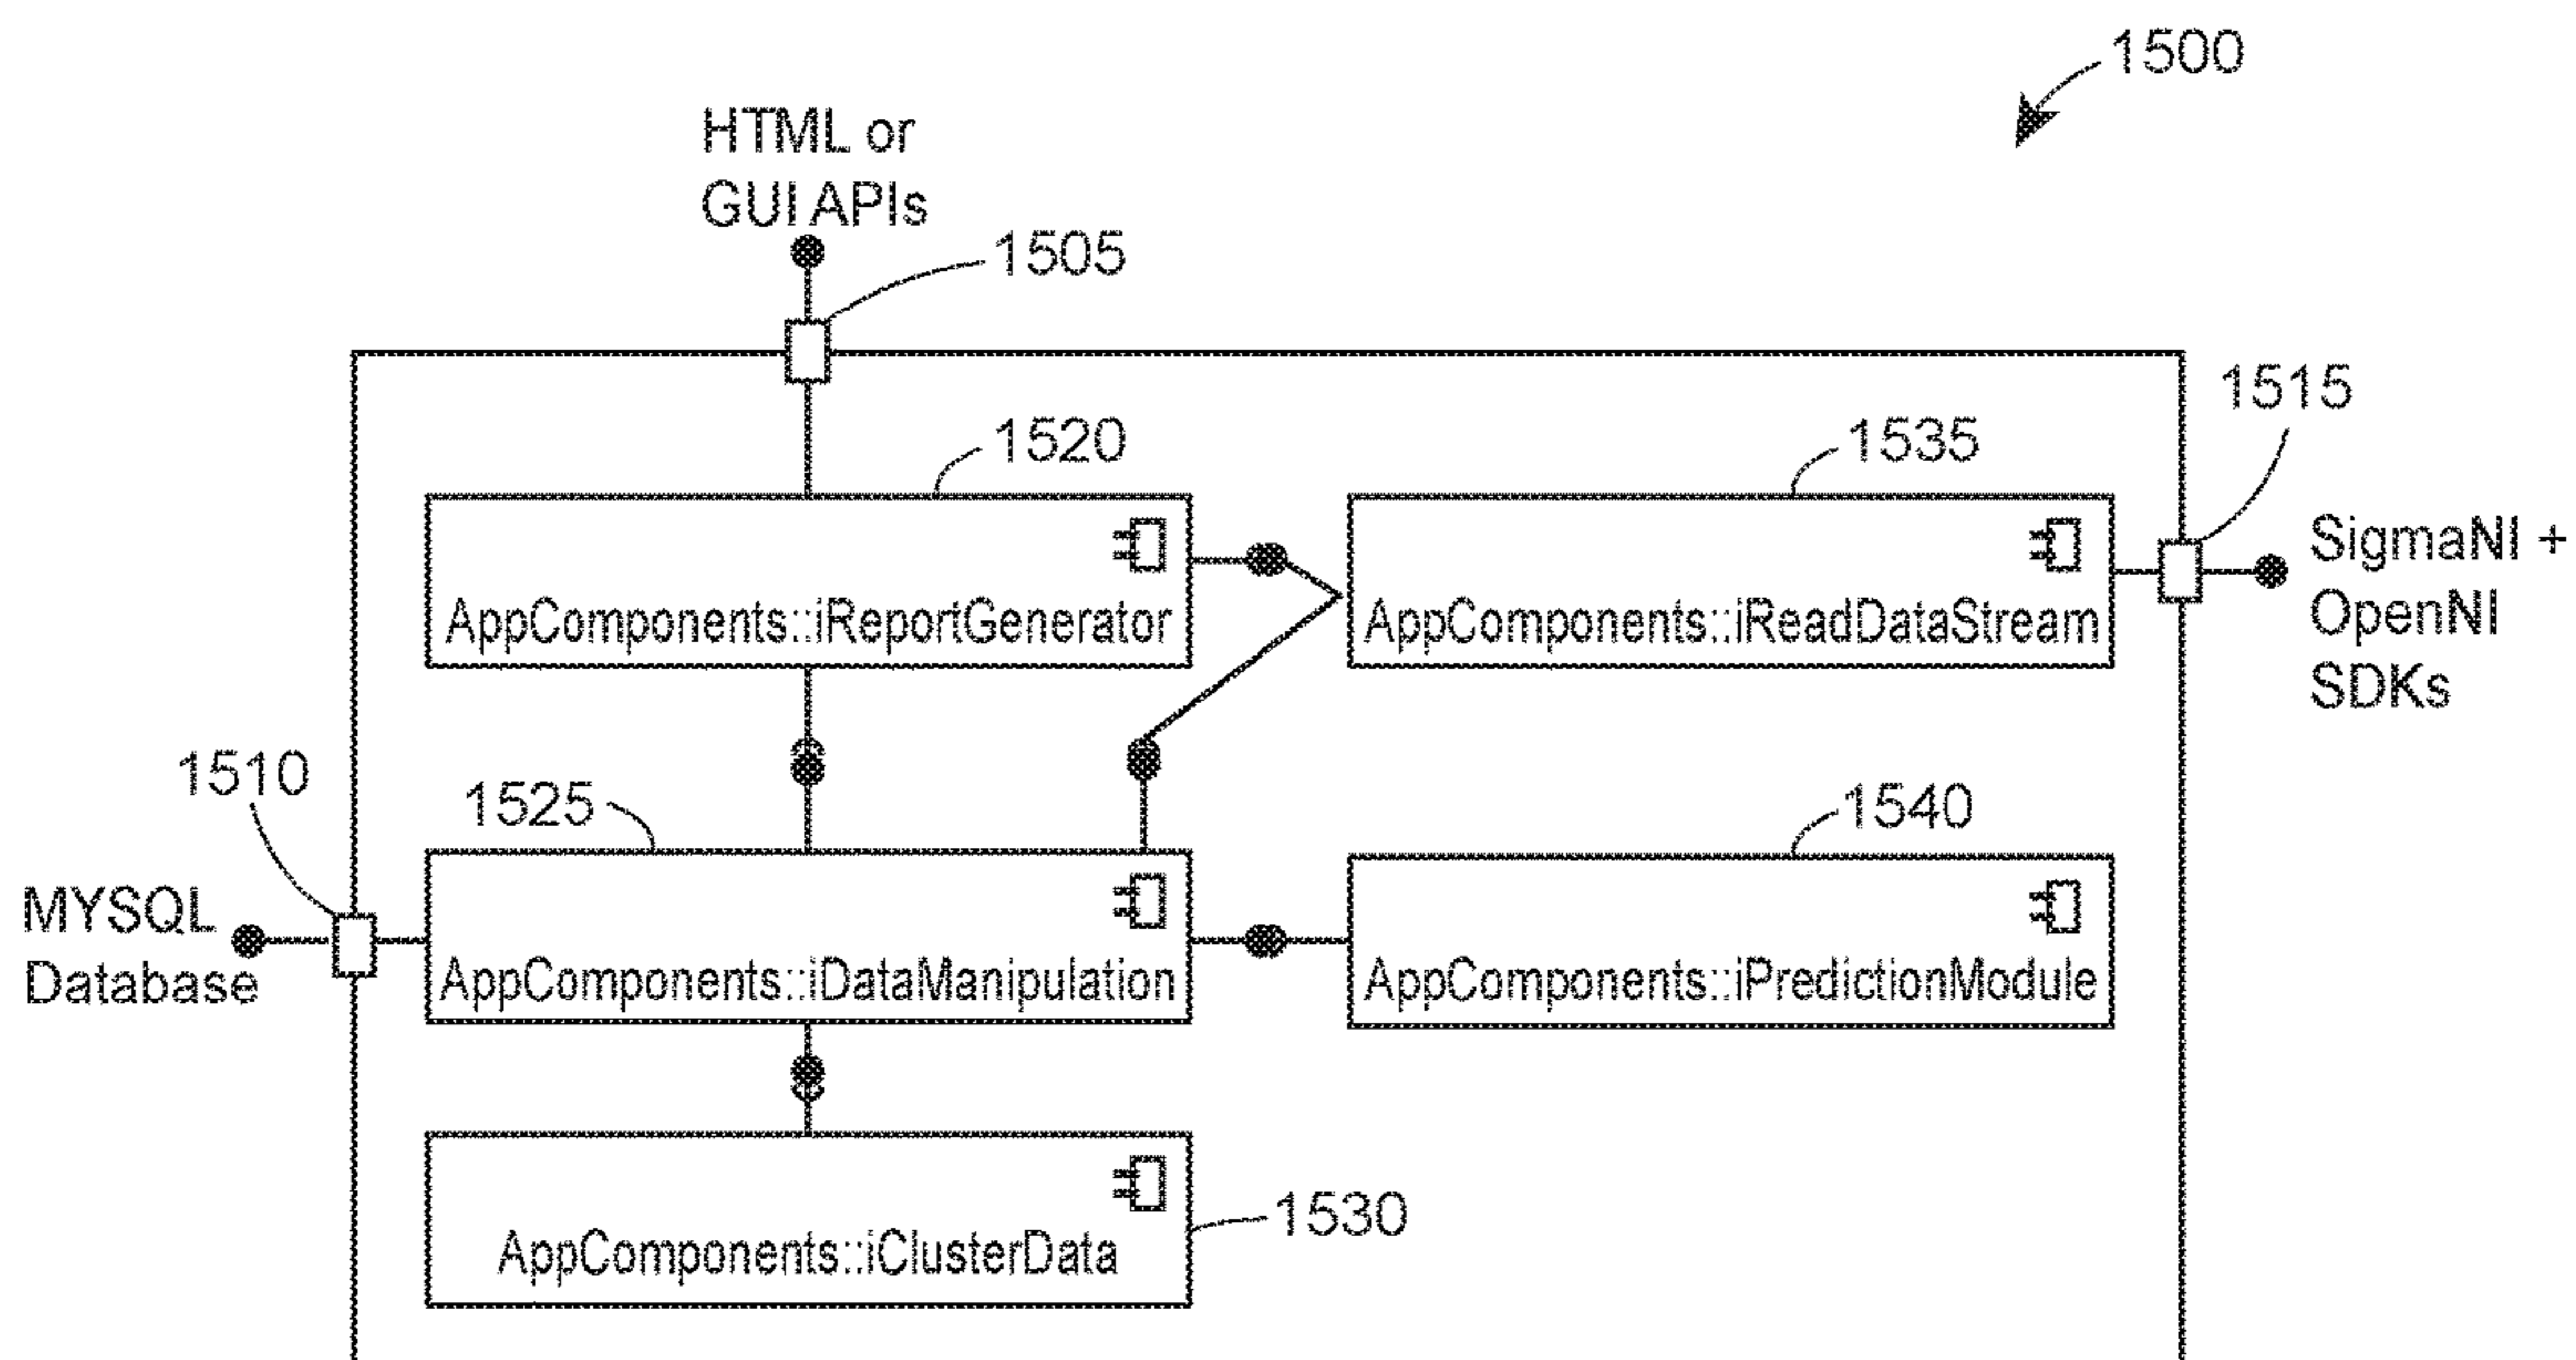 1500
HTML or
GUI APIs
1505
1515
1520
1535
SigmaNI +
OpenNI
SDKs
AppComponents::iReportGenerator
AppComponents::iReadDataStream
1510
1525
1540
MYSQL
Database
AppComponents::iDataManipulation
AppComponents::iPredictionModule
1530
AppComponents::iClusterData